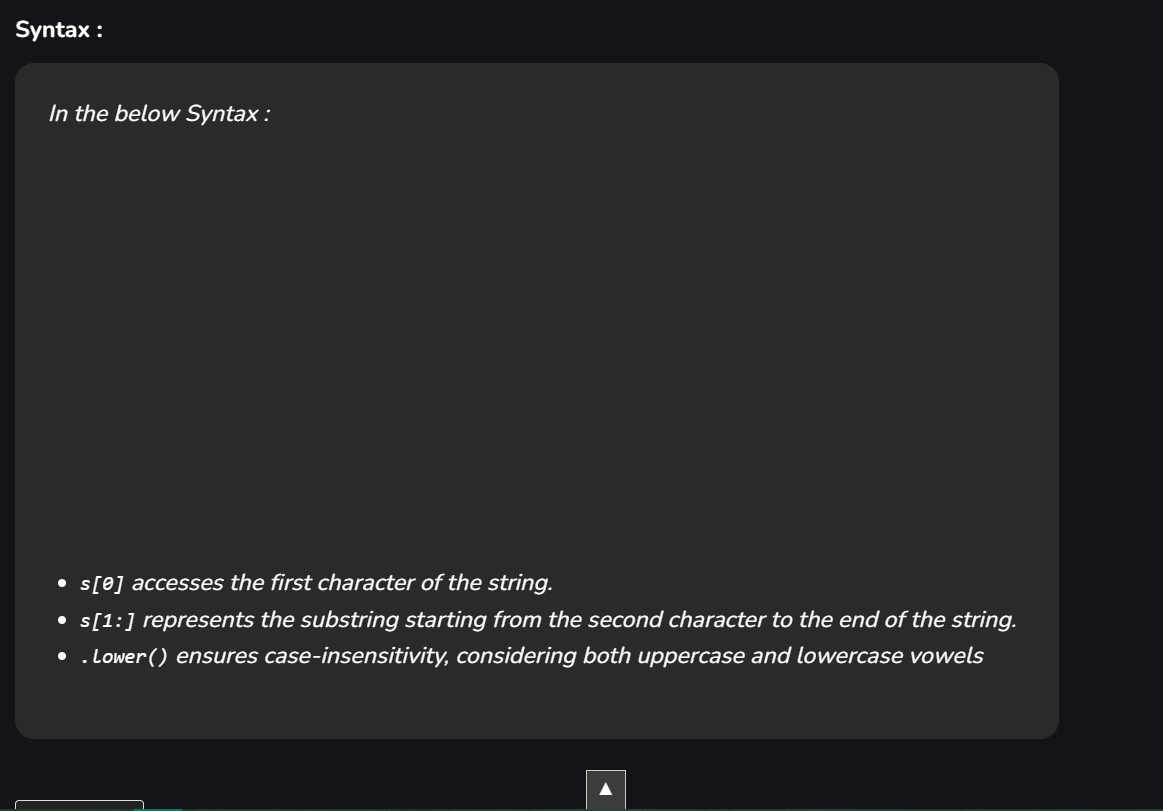 Syntax :
In the below Syntax :
s[0] accesses the first character of the string.
s[1:] represents the substring starting from the second character to the end of the string.
.lower() ensures case-insensitivity, considering both uppercase and lowercase vowels